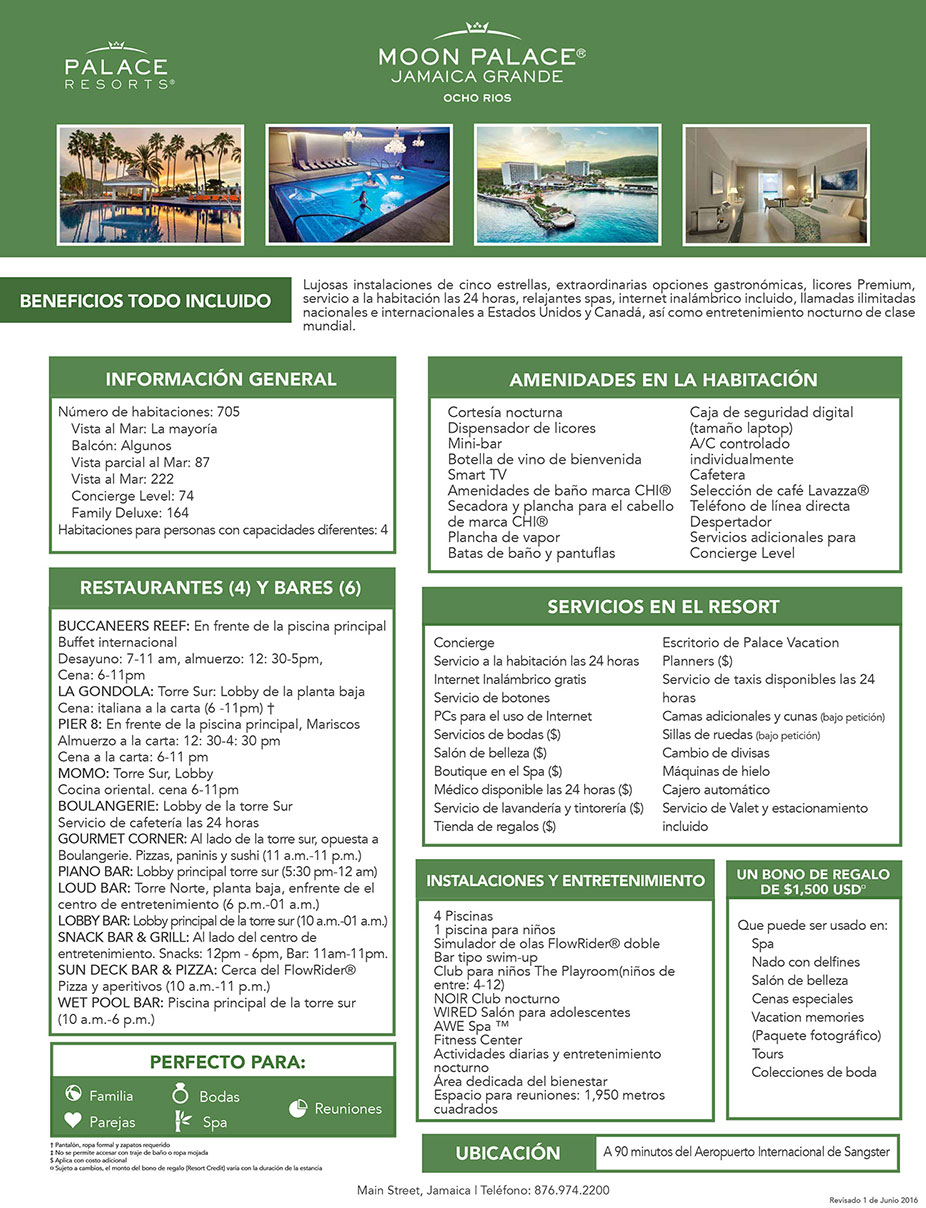 PALACE
RESORTS®
MOON PALACE®
JAMAICA GRANDE
OCHO RIOS
BENEFICIOS TODO INCLUIDO
Lujosas instalaciones de cinco estrellas, extraordinarias opciones gastronómicas, licores Premium,
servicio a la habitación las 24 horas, relajantes spas, internet inalámbrico incluido, llamadas ilimitadas
nacionales e internacionales a Estados Unidos y Canadá, así como entretenimiento nocturno de clase
mundial.
INFORMACIÓN GENERAL
Número de habitaciones: 705
Vista al Mar: La mayoría
Balcón: Algunos
Vista parcial al Mar: 87
Vista al Mar: 222
Concierge Level: 74
Family Deluxe: 164
Habitaciones para personas con capacidades diferentes: 4
RESTAURANTES (4) Y BARES (6)
BUCCANEERS REEF: En frente de la piscina principal
Buffet internacional
Desayuno: 7-11 am, almuerzo: 12: 30-5pm,
Cena: 6-11pm
LA GONDOLA: Torre Sur: Lobby de la planta baja
Cena: italiana a la carta (6 -11pm) †
PIER 8: En frente de la piscina principal, Mariscos
Almuerzo a la carta: 12: 30-4: 30 pm
Cena a la carta: 6-11 pm
MOMO: Torre Sur, Lobby
Cocina oriental. cena 6-11pm
BOULANGERIE: Lobby de la torre Sur
Servicio de cafetería las 24 horas
GOURMET CORNER: Al lado de la torre sur, opuesta a
Boulangerie. Pizzas, paninis y sushi (11 a.m.-11 p.m.)
PIANO BAR: Lobby principal torre sur (5:30 pm-12 am)
LOUD BAR: Torre Norte, planta baja, enfrente de el
centro de entretenimiento (6 p.m.-01 a.m.)
LOBBY BAR: Lobby principal de la torre sur (10 a.m.-01 a.m.)
SNACK BAR & GRILL: Al lado del centro de
entretenimiento. Snacks: 12pm - 6pm, Bar: 11am-11pm.
SUN DECK BAR & PIZZA: Cerca del FlowRider®
Pizza y aperitivos (10 a.m.-11 p.m.)
WET POOL BAR: Piscina principal de la torre sur
(10 a.m.-6 p.m.)
PERFECTO PARA:
Familia
Bodas
Reuniones
Parejas
Spa
† Pantalón, ropa formal y zapatos requerido
‡ No se permite accesar con traje de baño o ropa mojada
$ Aplica con costo adicional
¤ Sujeto a cambios, el monto del bono de regalo (Resort Credit) varía con la duración de la estancia
AMENIDADES EN LA HABITACIÓN
Cortesía nocturna
Dispensador de licores
Mini-bar
Botella de vino de bienvenida
Smart TV
Amenidades de baño marca CHI®
Secadora y plancha para el cabello
de marca CHI®
Plancha de vapor
Batas de baño y pantuflas
Caja de seguridad digital
(tamaño laptop)
A/C controlado
individualmente
Cafetera
Selección de café Lavazza®
Teléfono de línea directa
Despertador
Servicios adicionales para
Concierge Level
SERVICIOS EN EL RESORT
Concierge
Servicio a la habitación las 24 horas
Internet Inalámbrico gratis
Servicio de botones
PCs para el uso de Internet
Servicios de bodas ($)
Salón de belleza ($)
Boutique en el Spa ($)
Médico disponible las 24 horas ($)
Servicio de lavandería y tintorería ($)
Tienda de regalos ($)
Escritorio de Palace Vacation
Planners ($)
Servicio de taxis disponibles las 24
horas
Camas adicionales y cunas (bajo petición)
Sillas de ruedas (bajo petición)
Cambio de divisas
Máquinas de hielo
Cajero automático
Servicio de Valet y estacionamiento
incluido
INSTALACIONES Y ENTRETENIMIENTO
4 Piscinas
1 piscina para niños
Simulador de olas FlowRider® doble
Bar tipo swim-up
Club para niños The Playroom(niños de
entre: 4-12)
NOIR Club nocturno
WIRED Salón para adolescentes
AWE Spa ™
Fitness Center
Actividades diarias y entretenimiento
nocturno
Área dedicada del bienestar
Espacio para reuniones: 1,950 metros
cuadrados
UN BONO DE REGALO
DE $1,500 USD¤
Que puede ser usado en:
Spa
Nado con delfines
Salón de belleza
Cenas especiales
Vacation memories
(Paquete fotográfico)
Tours
Colecciones de boda
UBICACIÓN
A 90 minutos del Aeropuerto Internacional de Sangster
Main Street, Jamaica | Teléfono: 876.974.2200
Revisado 1 de Junio 2016